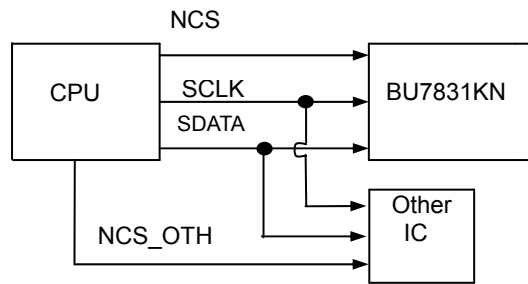 NCS
CPU
SCLK
BU7831KN
SDATA
Other
IC
NCS_OTH